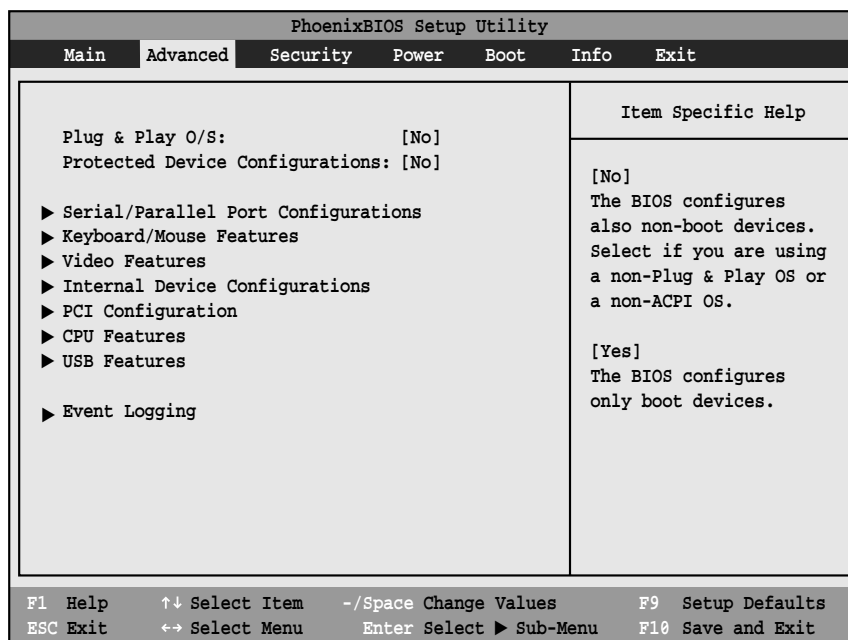 PhoenixBIOS Setup Utility
Main Advanced Security Power Boot Info Exit
Plug & Play O/S: [No]
Protected Device Configurations: [No]
▶ Serial/Parallel Port Configurations
▶ Keyboard/Mouse Features
▶ Video Features
▶ Internal Device Configurations
▶ PCI Configuration
▶ CPU Features
▶ USB Features
▶ Event Logging
Item Specific Help
[No]
The BIOS configures
also non-boot devices.
Select if you are using
a non-Plug & Play OS or
a non-ACPI OS.
[Yes]
The BIOS configures
only boot devices.
F1 Help ↑↓ Select Item -/Space Change Values F9 Setup Defaults
ESC Exit ←→ Select Menu Enter Select ▶ Sub-Menu F10 Save and Exit